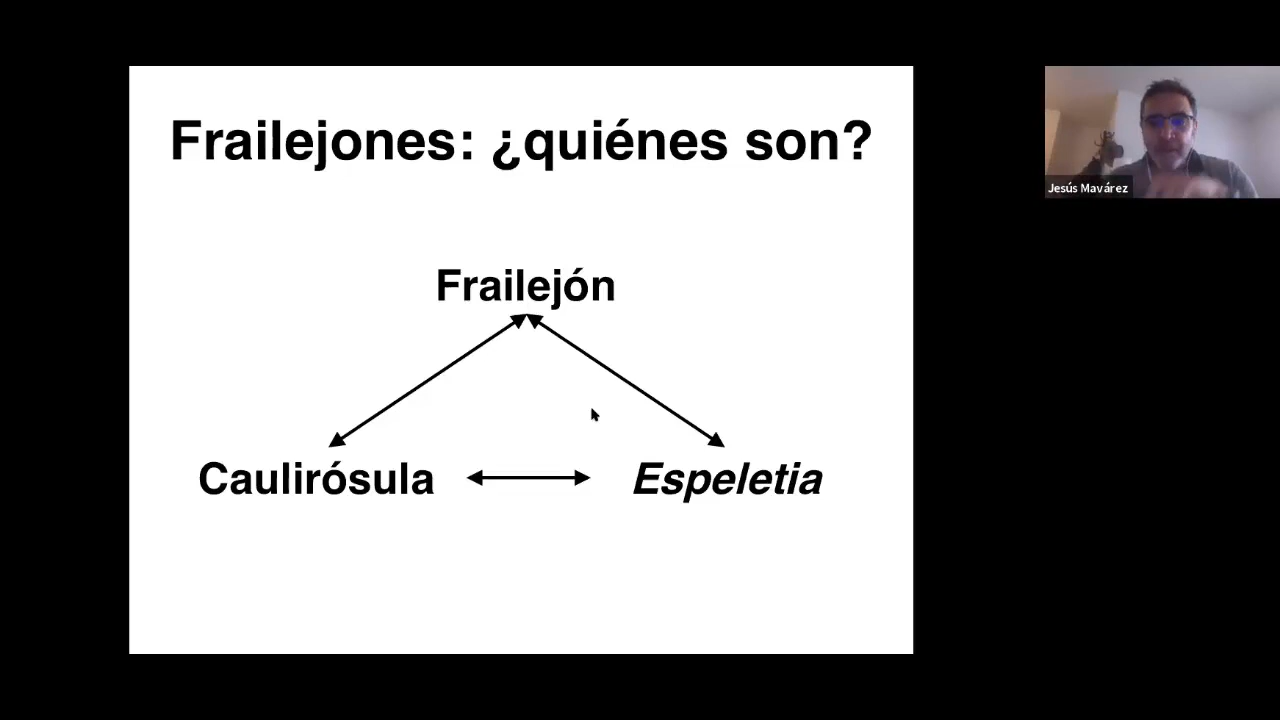 Frailejones: ¿quiénes son?
Frailejón
Caulirósula
Espeletia
Jesús Mavárez